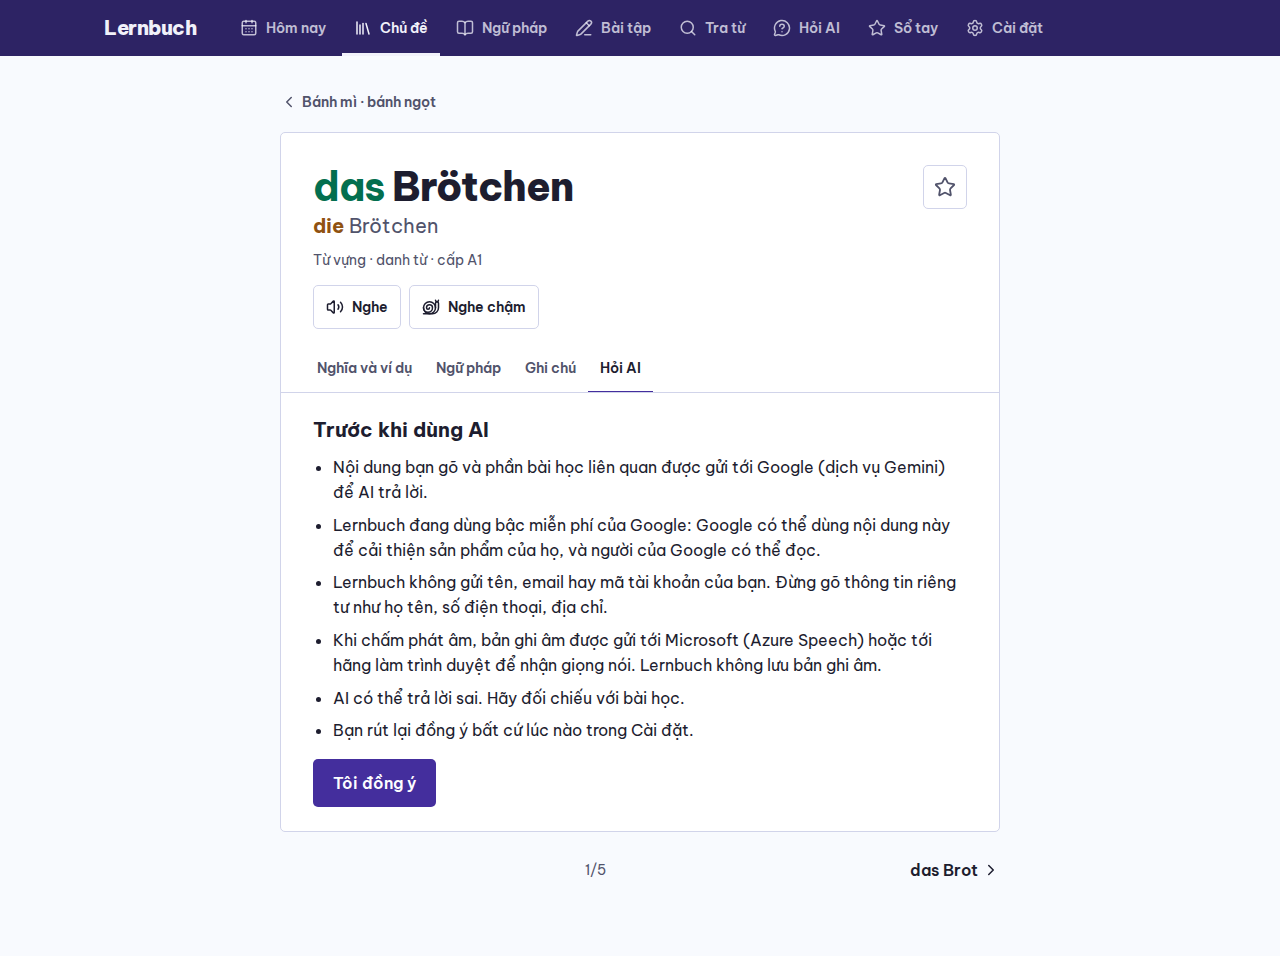 Lernbuch Hôm nay Chủ đề Ngữ pháp Bài tập Tra từ Hỏi AI Sổ tay Cài đặt
Bánh mì · bánh ngọt
das Brötchen
die Brötchen
Từ vựng · danh từ · cấp A1
Nghe Nghe chậm
Nghĩa và ví dụ Ngữ pháp Ghi chú Hỏi AI
Trước khi dùng AI
• Nội dung bạn gõ và phần bài học liên quan được gửi tới Google (dịch vụ Gemini)
để AI trả lời.
• Lernbuch đang dùng bậc miễn phí của Google: Google có thể dùng nội dung này
để cải thiện sản phẩm của họ, và người của Google có thể đọc.
• Lernbuch không gửi tên, email hay mã tài khoản của bạn. Đừng gõ thông tin riêng
tư như họ tên, số điện thoại, địa chỉ.
• Khi chấm phát âm, bản ghi âm được gửi tới Microsoft (Azure Speech) hoặc tới
hãng làm trình duyệt để nhận giọng nói. Lernbuch không lưu bản ghi âm.
• AI có thể trả lời sai. Hãy đối chiếu với bài học.
• Bạn rút lại đồng ý bất cứ lúc nào trong Cài đặt.
Tôi đồng ý
1/5 das Brot